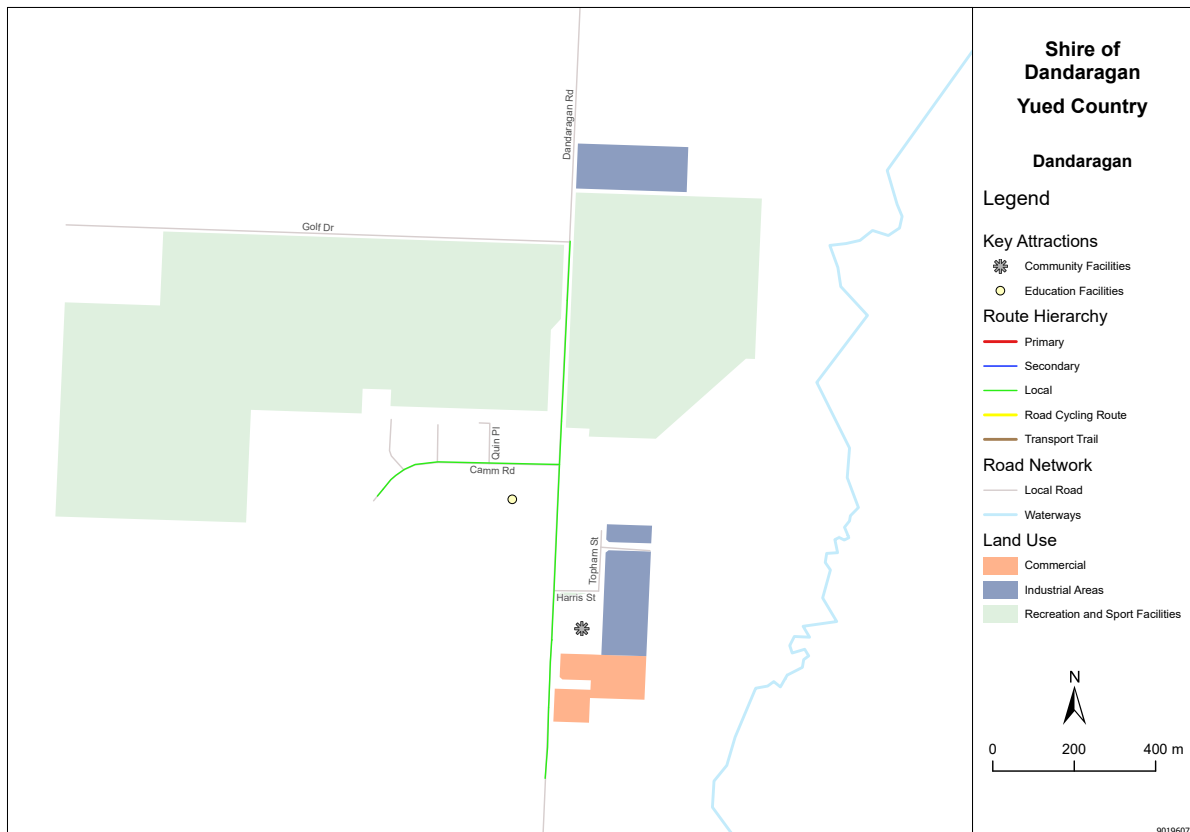 Shire of
Dandaragan
Yued Country
Dandaragan
Legend
Key Attractions
Community Facilities
Education Facilities
Route Hierarchy
Primary
Secondary
Local
Road Cycling Route
Transport Trail
Road Network
Local Road
Waterways
Land Use
Commercial
Industrial Areas
Recreation and Sport Facilities
N
0 200 400 m
9019607
Dandaragan Rd
Golf Dr
Quin Pl
Camm Rd
Topham St
Harris St